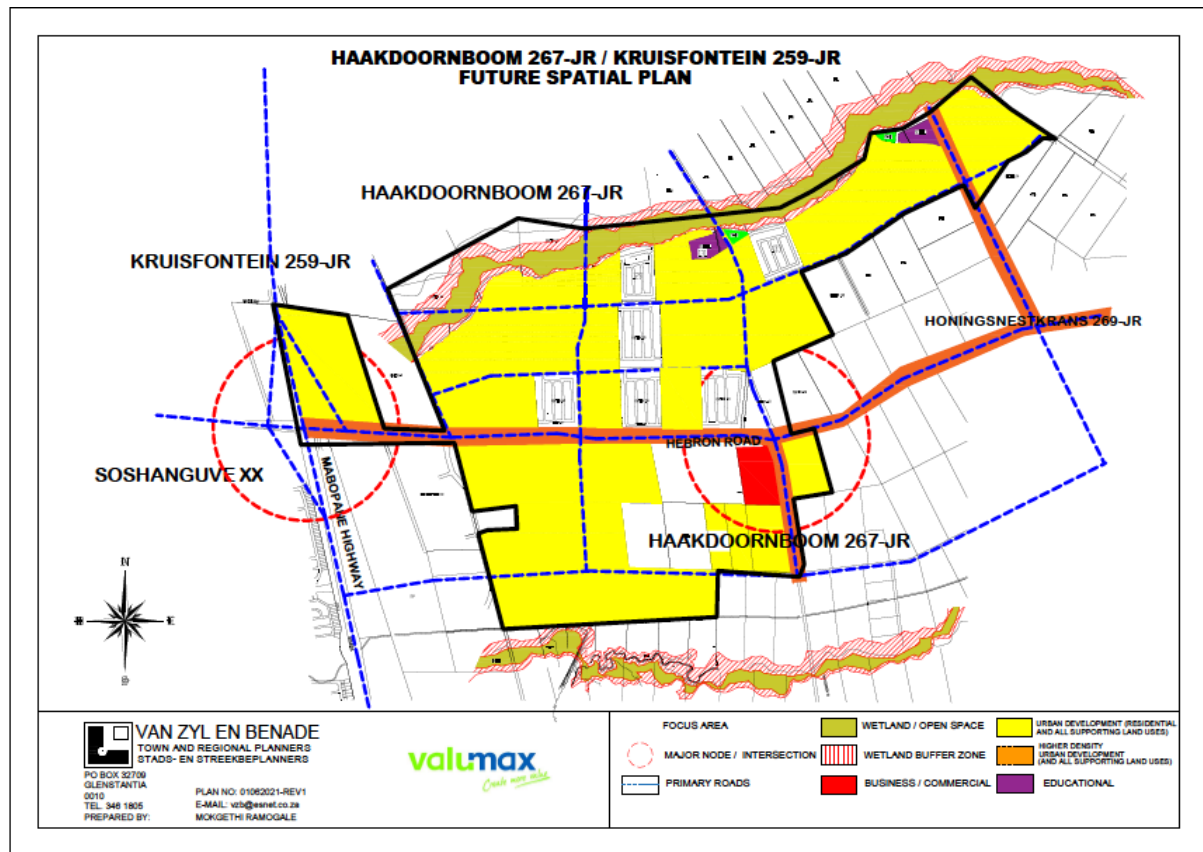 HAAKDOORNBOOM 267-JR / KRUISFONTEIN 259-JR
FUTURE SPATIAL PLAN
HAAKDOORNBOOM 267-JR
KRUISFONTEIN 259-JR
HONINGSNESTKRANS 269-JR
HEBRON ROAD
SOSHANGUVE XX
MABOPANE HIGHWAY
HAAKDOORNBOOM 267-JR
N
E
S
VAN ZYL EN BENADE
TOWN AND REGIONAL PLANNERS
STADS- EN STREEKBEPLANNERS
PO BOX 32709
GLENSTANTIA
0010
TEL. 346 1805
PREPARED BY:
PLAN NO: 01062021-REV1
E-MAIL: vzb@esnet.co.za
MOKGETHI RAMOGALE
valumax
Create more value
FOCUS AREA
MAJOR NODE / INTERSECTION
PRIMARY ROADS
WETLAND / OPEN SPACE
WETLAND BUFFER ZONE
BUSINESS / COMMERCIAL
URBAN DEVELOPMENT (RESIDENTIAL
AND ALL SUPPORTING LAND USES)
HIGHER DENSITY
URBAN DEVELOPMENT
(AND ALL SUPPORTING LAND USES)
EDUCATIONAL